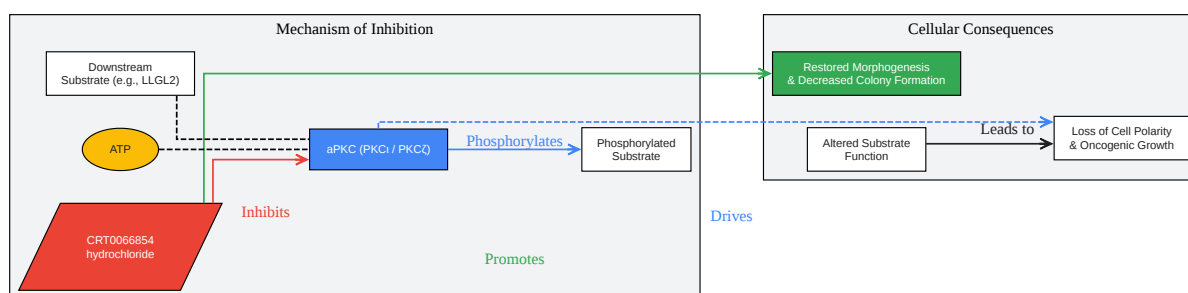 Mechanism of Inhibition
Downstream
Substrate (e.g., LLGL2)
ATP
aPKC (PKCι / PKCζ)
Phosphorylates
Phosphorylated
Substrate
Inhibits
CRT0066854
hydrochloride
Promotes
Drives
Cellular Consequences
Restored Morphogenesis
& Decreased Colony Formation
Altered Substrate
Function
Leads to
Loss of Cell Polarity
& Oncogenic Growth